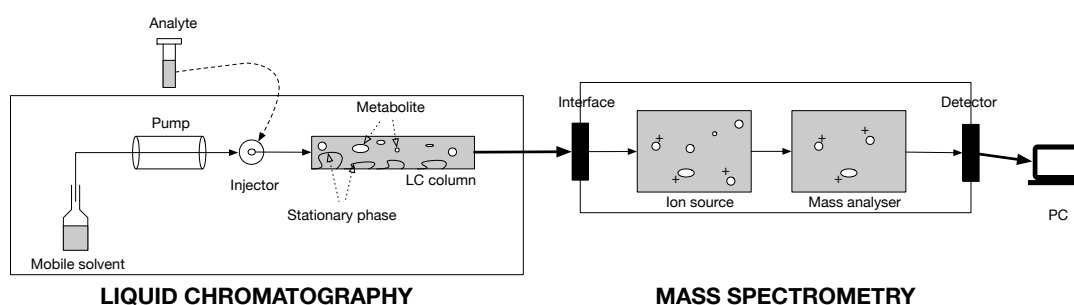 Analyte
Pump
Metabolite
Interface
Detector
Injector
LC column
Stationary phase
Ion source
Mass analyser
Mobile solvent
PC
LIQUID CHROMATOGRAPHY
MASS SPECTROMETRY